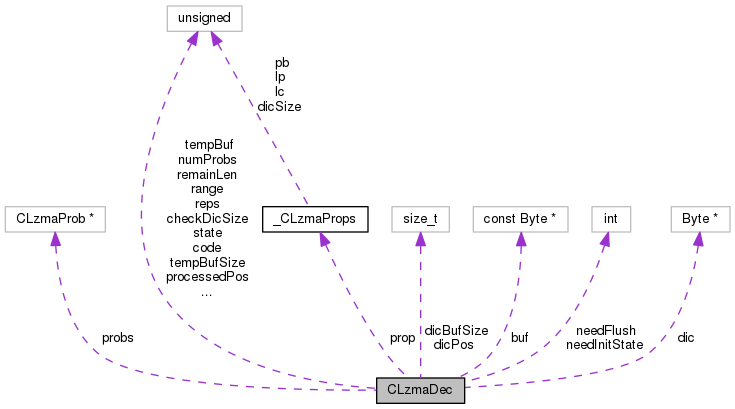 unsigned
pb
lp
lc
dicSize
tempBuf
numProbs
remainLen
range
reps
checkDicSize
state
code
tempBufSize
processedPos
...
CLzmaProb *
_CLzmaProps
size_t
const Byte *
int
Byte *
probs
prop
dicBufSize
dicPos
buf
needFlush
needInitState
dic
CLzmaDec